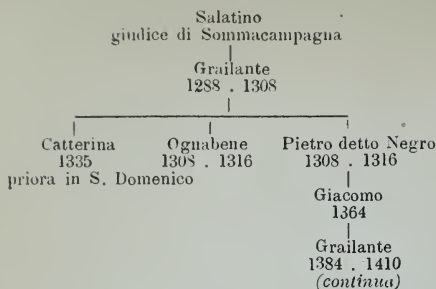 Salatino
giudice di Sommacampagna
Grailante
1288 . 1308
Catterina Ognabene Pietro detto Negro
1335 1308 . 1316 1308 . 1316
priora in S. Domenico
Giacomo
1364
Grailante
1384 . 1410
(continua)